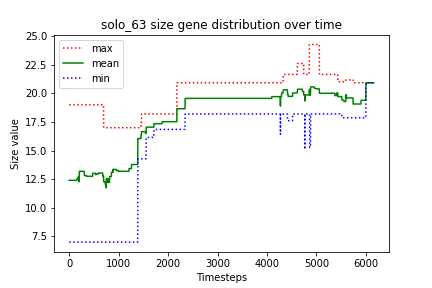 solo_63 size gene distribution over time
max
mean
min
Size value
25.0
22.5
20.0
17.5
15.0
12.5
10.0
7.5
0 1000 2000 3000 4000 5000 6000
Timesteps